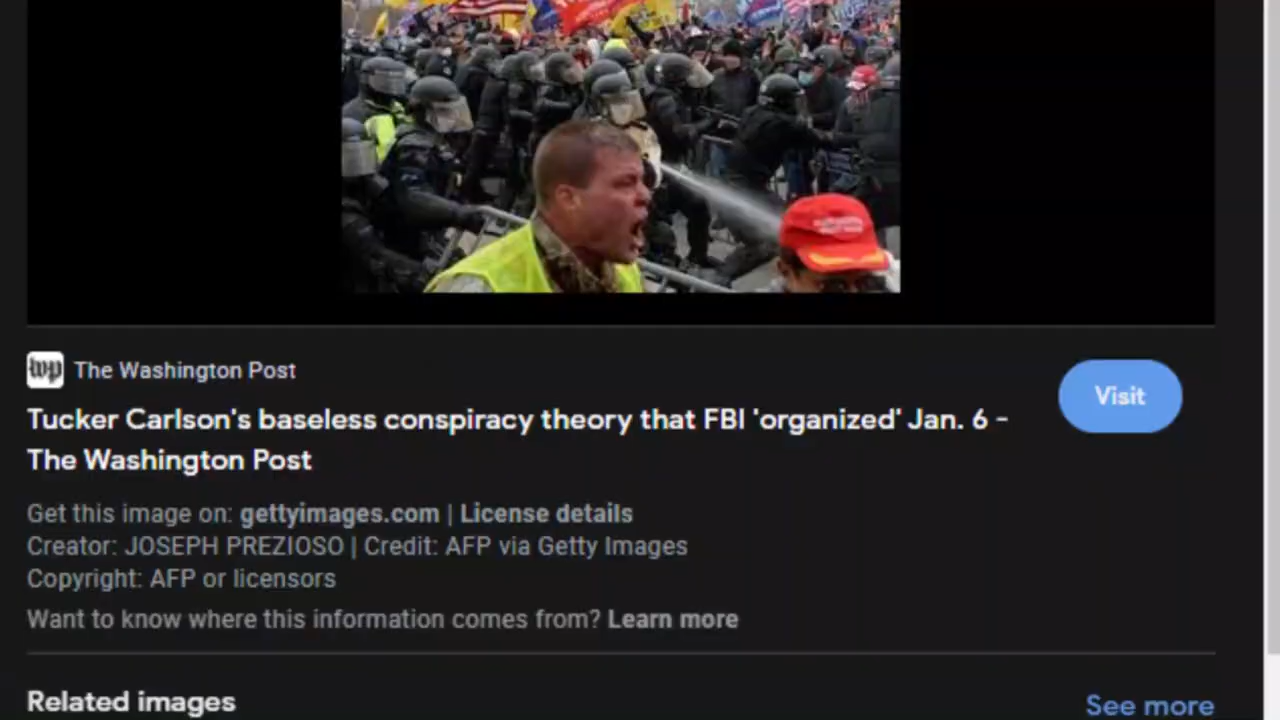 wp The Washington Post
Visit
Tucker Carlson's baseless conspiracy theory that FBI 'organized' Jan. 6 -
The Washington Post
Get this image on: gettyimages.com | License details
Creator: JOSEPH PREZIOSO | Credit: AFP via Getty Images
Copyright: AFP or licensors
Want to know where this information comes from? Learn more
Related images
See more